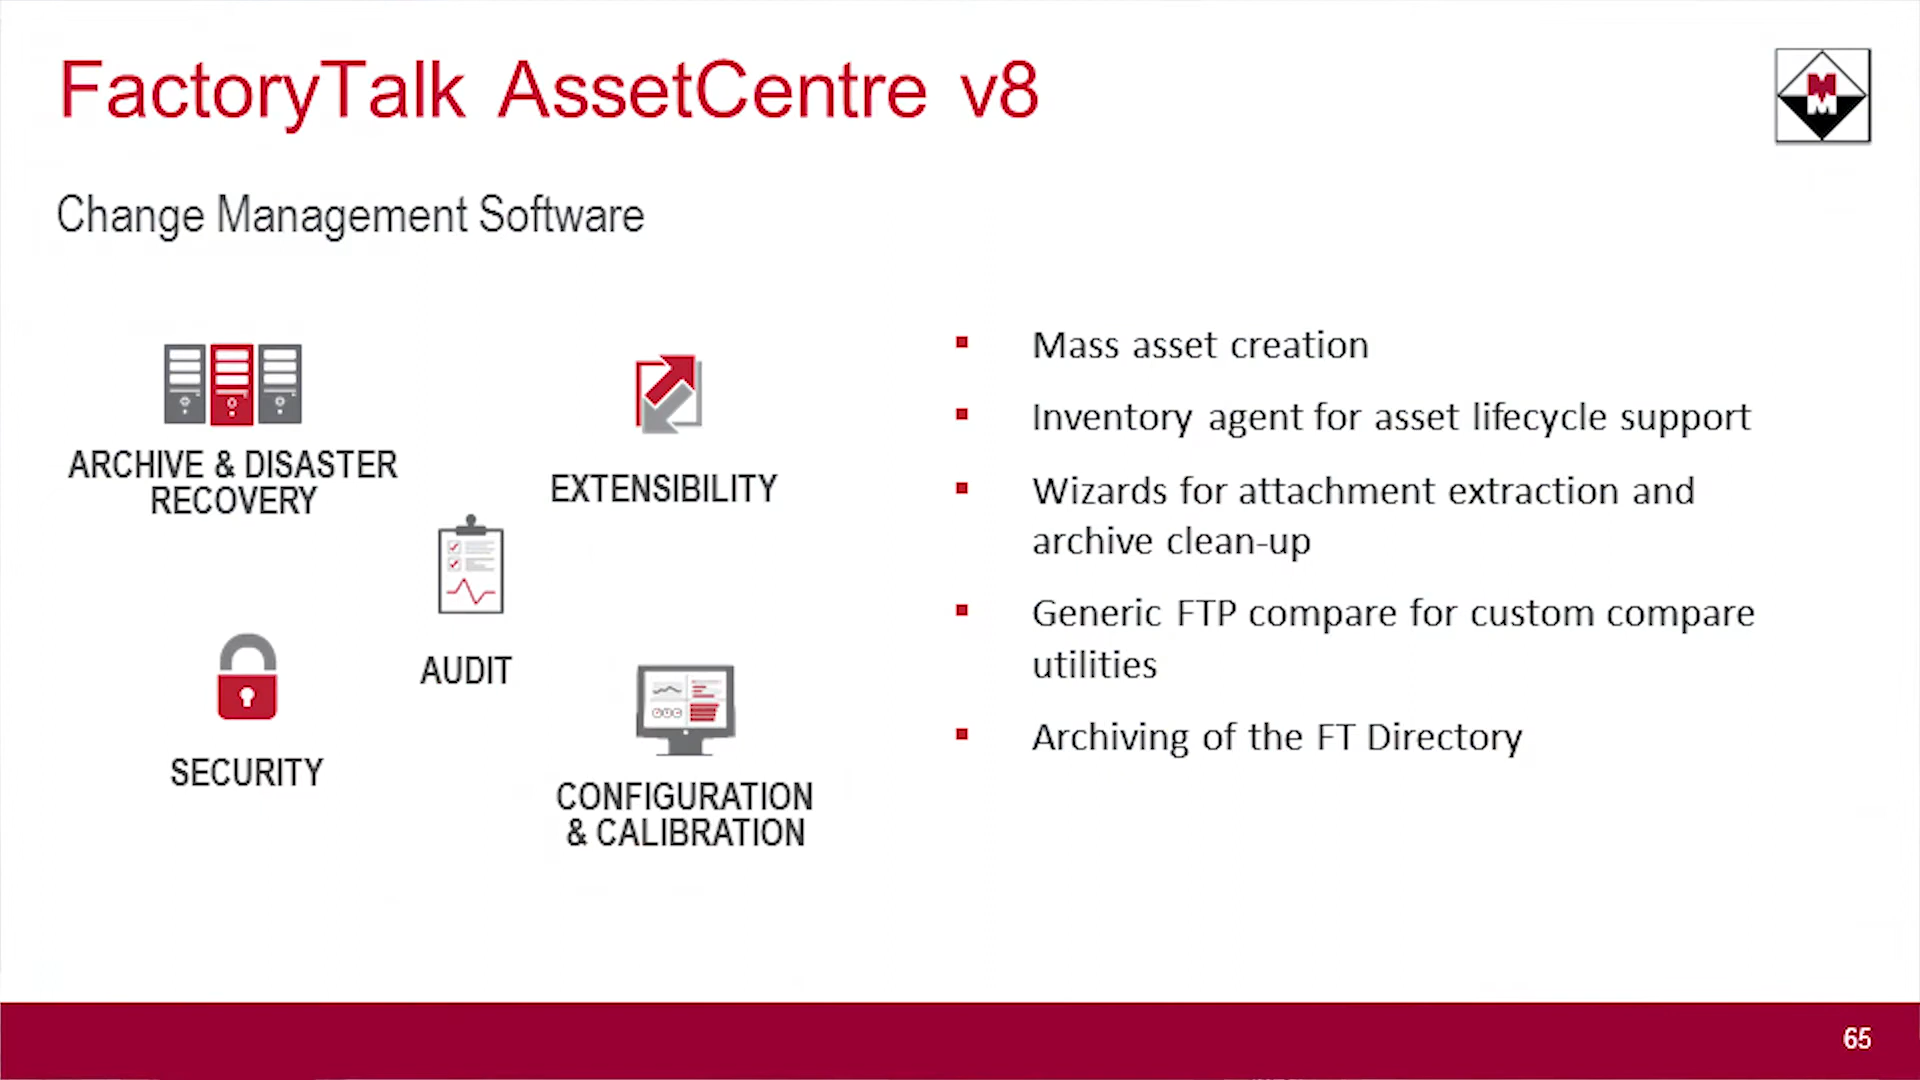 FactoryTalk AssetCentre v8
M
M
Change Management Software
ARCHIVE & DISASTER
RECOVERY
EXTENSIBILITY
AUDIT
SECURITY
CONFIGURATION
& CALIBRATION
▪ Mass asset creation
▪ Inventory agent for asset lifecycle support
▪ Wizards for attachment extraction and
archive clean-up
▪ Generic FTP compare for custom compare
utilities
▪ Archiving of the FT Directory
65